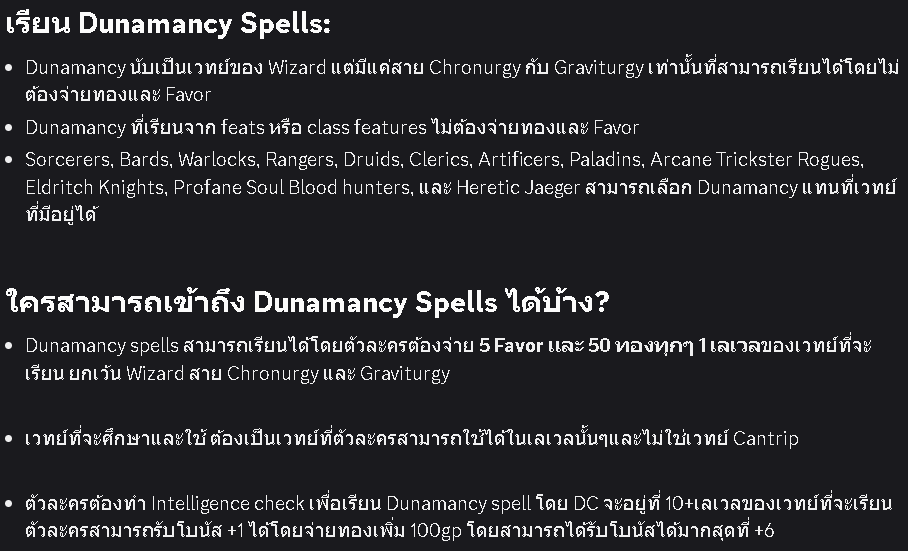 เรียน Dunamancy Spells:
• Dunamancy นับเป็นเวทย์ของ Wizard แต่มีแค่สาย Chronurgy กับ Graviturgy เท่านั้นที่สามารถเรียนได้โดยไม่
ต้องจ่ายทองและ Favor
• Dunamancy ที่เรียนจาก feats หรือ class features ไม่ต้องจ่ายทองและ Favor
• Sorcerers, Bards, Warlocks, Rangers, Druids, Clerics, Artificers, Paladins, Arcane Trickster Rogues,
Eldritch Knights, Profane Soul Blood hunters, และ Heretic Jaeger สามารถเลือก Dunamancy แทนที่เวทย์
ที่มีอยู่ได้
ใครสามารถเข้าถึง Dunamancy Spells ได้บ้าง?
• Dunamancy spells สามารถเรียนได้โดยตัวละครต้องจ่าย 5 Favor และ 50 ทองทุกๆ 1 เลเวลของเวทย์ที่จะ
เรียน ยกเว้น Wizard สาย Chronurgy และ Graviturgy
• เวทย์ที่จะศึกษาและใช้ ต้องเป็นเวทย์ที่ตัวละครสามารถใช้ได้ในเลเวลนั้นๆและไม่ใช่เวทย์ Cantrip
• ตัวละครต้องทำ Intelligence check เพื่อเรียน Dunamancy spell โดย DC จะอยู่ที่ 10+เลเวลของเวทย์ที่จะเรียน
ตัวละครสามารถรับโบนัส +1 ได้โดยจ่ายทองเพิ่ม 100gp โดยสามารถได้รับโบนัสได้มากสุดที่ +6